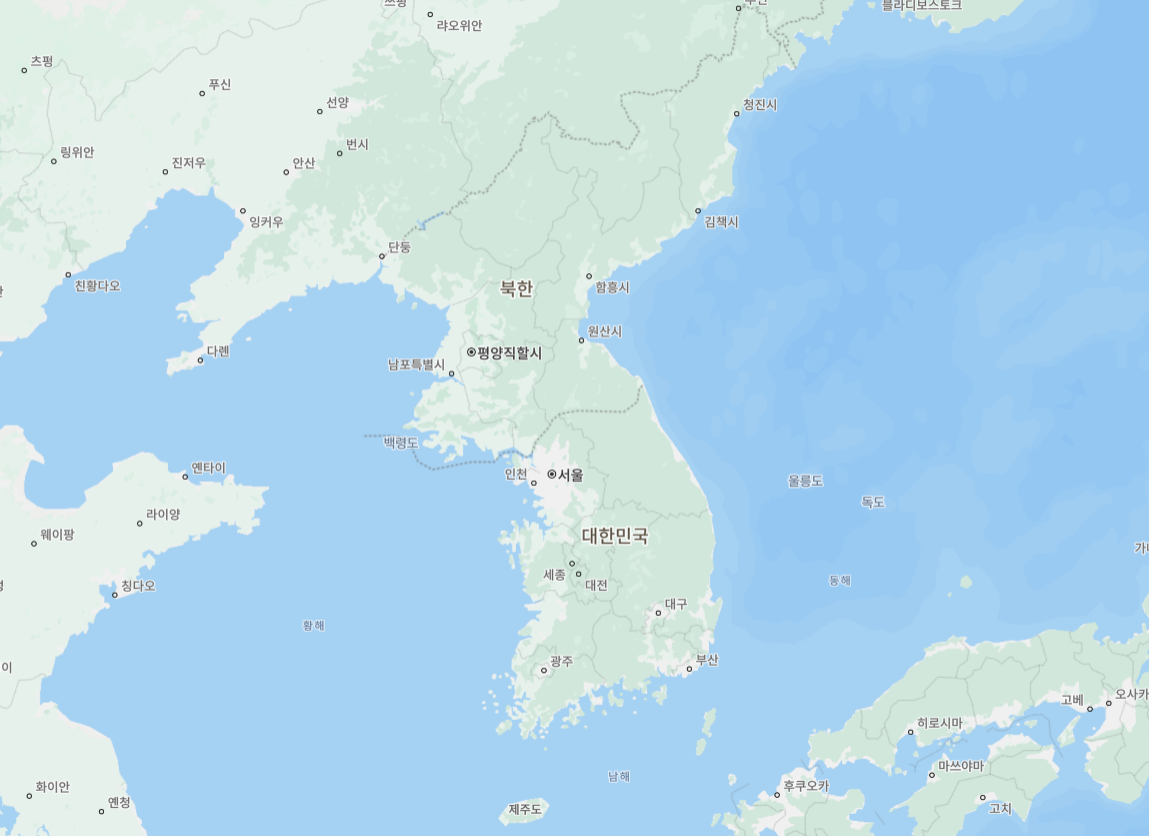 츠펑
랴오위안
블라디보스토크
푸신
선양
청진시
링위안
진저우
안산
번시
잉커우
김책시
단둥
친황다오
북한
함흥시
원산시
다롄
평양직할시
남포특별시
백령도
옌타이
인천
서울
울릉도
독도
라이양
웨이팡
대한민국
세종
대전
동해
칭다오
대구
황해
광주
부산
이
고베
오사카
히로시마
남해
마쓰야마
화이안
옌청
제주도
후쿠오카
고치